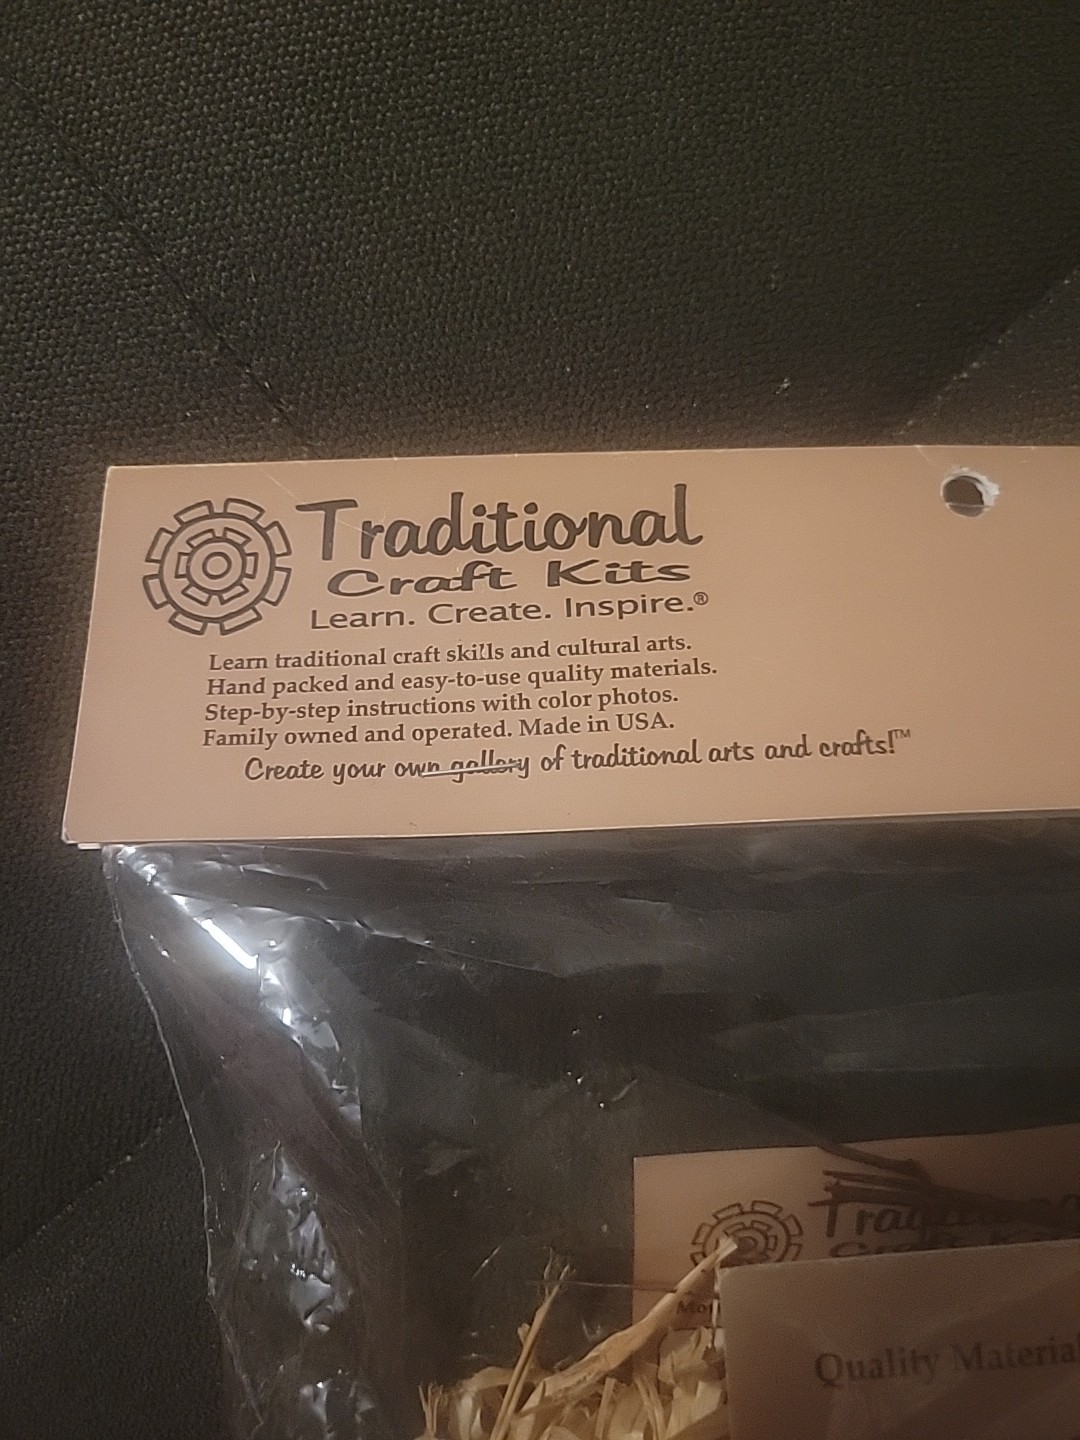 Traditional
Craft Kits
Learn. Create. Inspire.®
Learn traditional craft skills and cultural arts.
Hand packed and easy-to-use quality materials.
Step-by-step instructions with color photos.
Family owned and operated. Made in USA.
Create your own gallery of traditional arts and crafts!™
Traditional
Craft
Quality